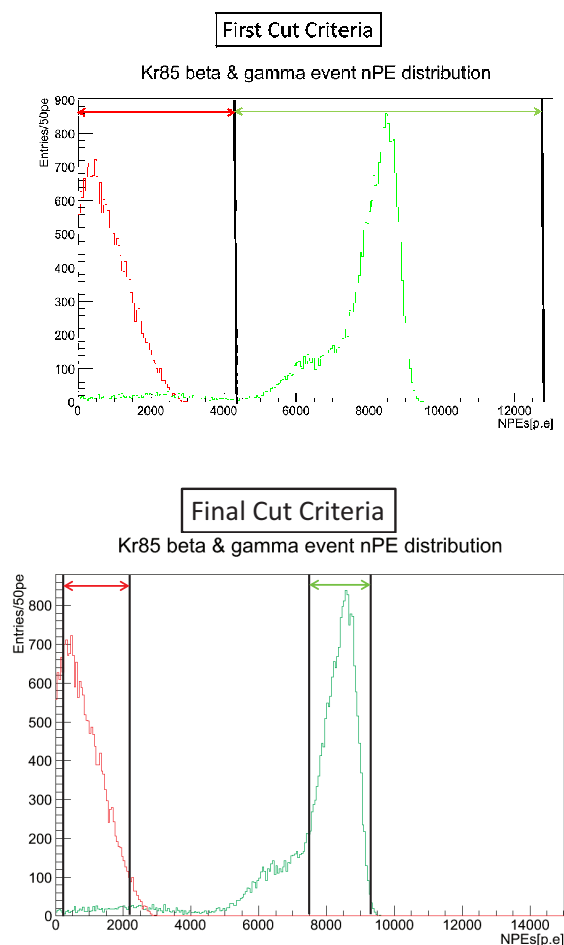 First Cut Criteria
Kr85 beta & gamma event nPE distribution
Entries/50pe
900
800
700
600
500
400
300
200
100
0
0 2000 4000 6000 8000 10000 12000
NPEs[p.e]
Final Cut Criteria
Kr85 beta & gamma event nPE distribution
Entries/50pe
800
700
600
500
400
300
200
100
0
0 2000 4000 6000 8000 10000 12000 14000
NPEs[p.e]